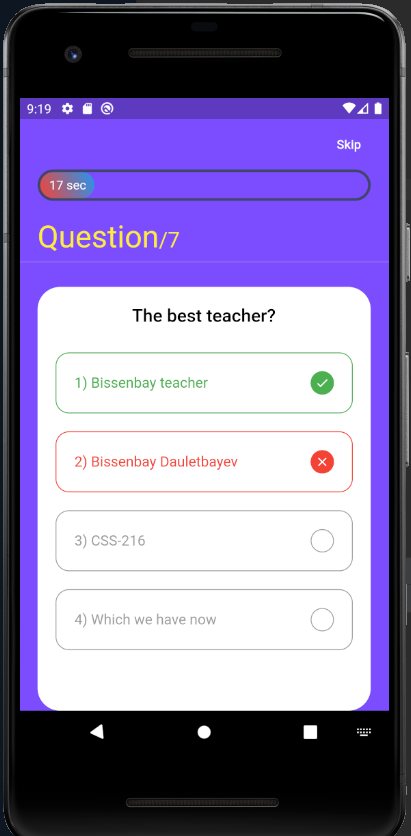 9:19
Skip
17 sec
Question/7
The best teacher?
1) Bissenbay teacher
2) Bissenbay Dauletbayev
3) CSS-216
4) Which we have now